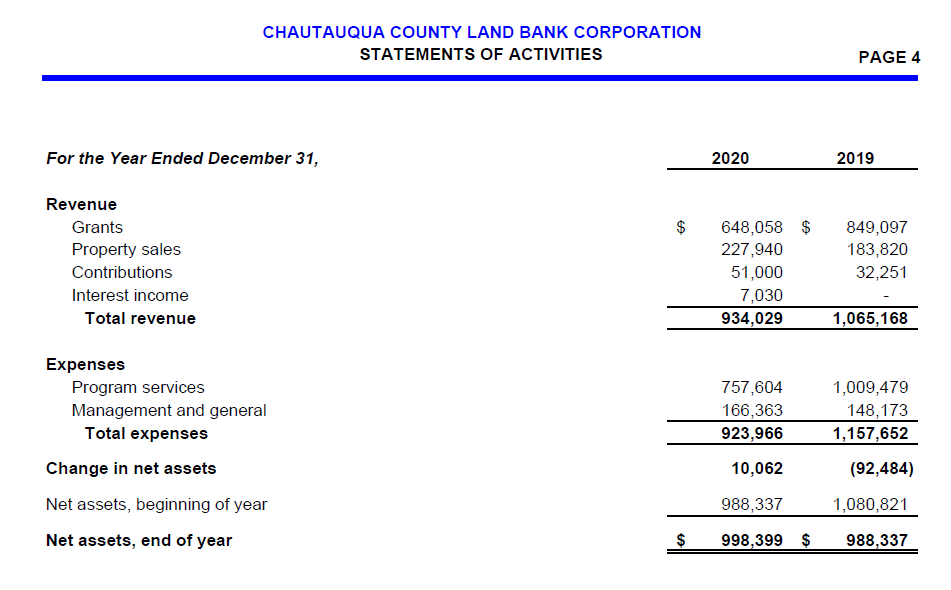 CHAUTAUQUA COUNTY LAND BANK CORPORATION
STATEMENTS OF ACTIVITIES
PAGE 4
For the Year Ended December 31, 2020 2019
Revenue
Grants $ 648,058 $ 849,097
Property sales 227,940 183,820
Contributions 51,000 32,251
Interest income 7,030 -
Total revenue 934,029 1,065,168
Expenses
Program services 757,604 1,009,479
Management and general 166,363 148,173
Total expenses 923,966 1,157,652
Change in net assets 10,062 (92,484)
Net assets, beginning of year 988,337 1,080,821
Net assets, end of year $ 998,399 $ 988,337